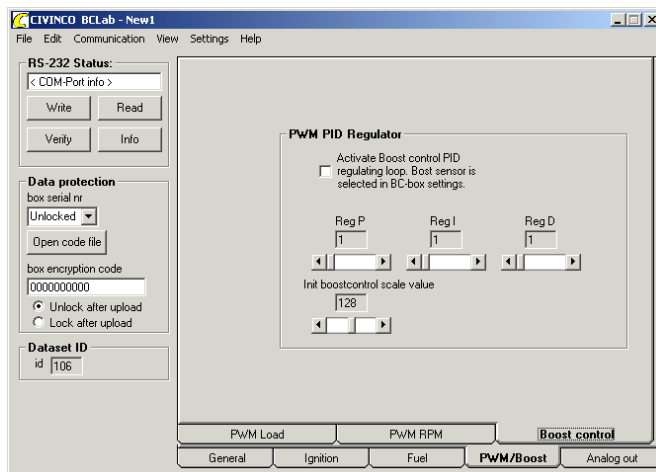 CIVINCO BCLab - New1
File Edit Communication View Settings Help
RS-232 Status:
< COM-Port info >
Write Read
Verify Info
Data protection
box serial nr
Unlocked
Open code file
box encryption code
0000000000
Unlock after upload
Lock after upload
Dataset ID
id 106
PWM PID Regulator
Activate Boost control PID
regulating loop. Bost sensor is
selected in BC-box settings.
Reg P Reg I Reg D
1 1 1
Init boostcontrol scale value
128
PWM Load PWM RPM Boost control
General Ignition Fuel PWM/Boost Analog out